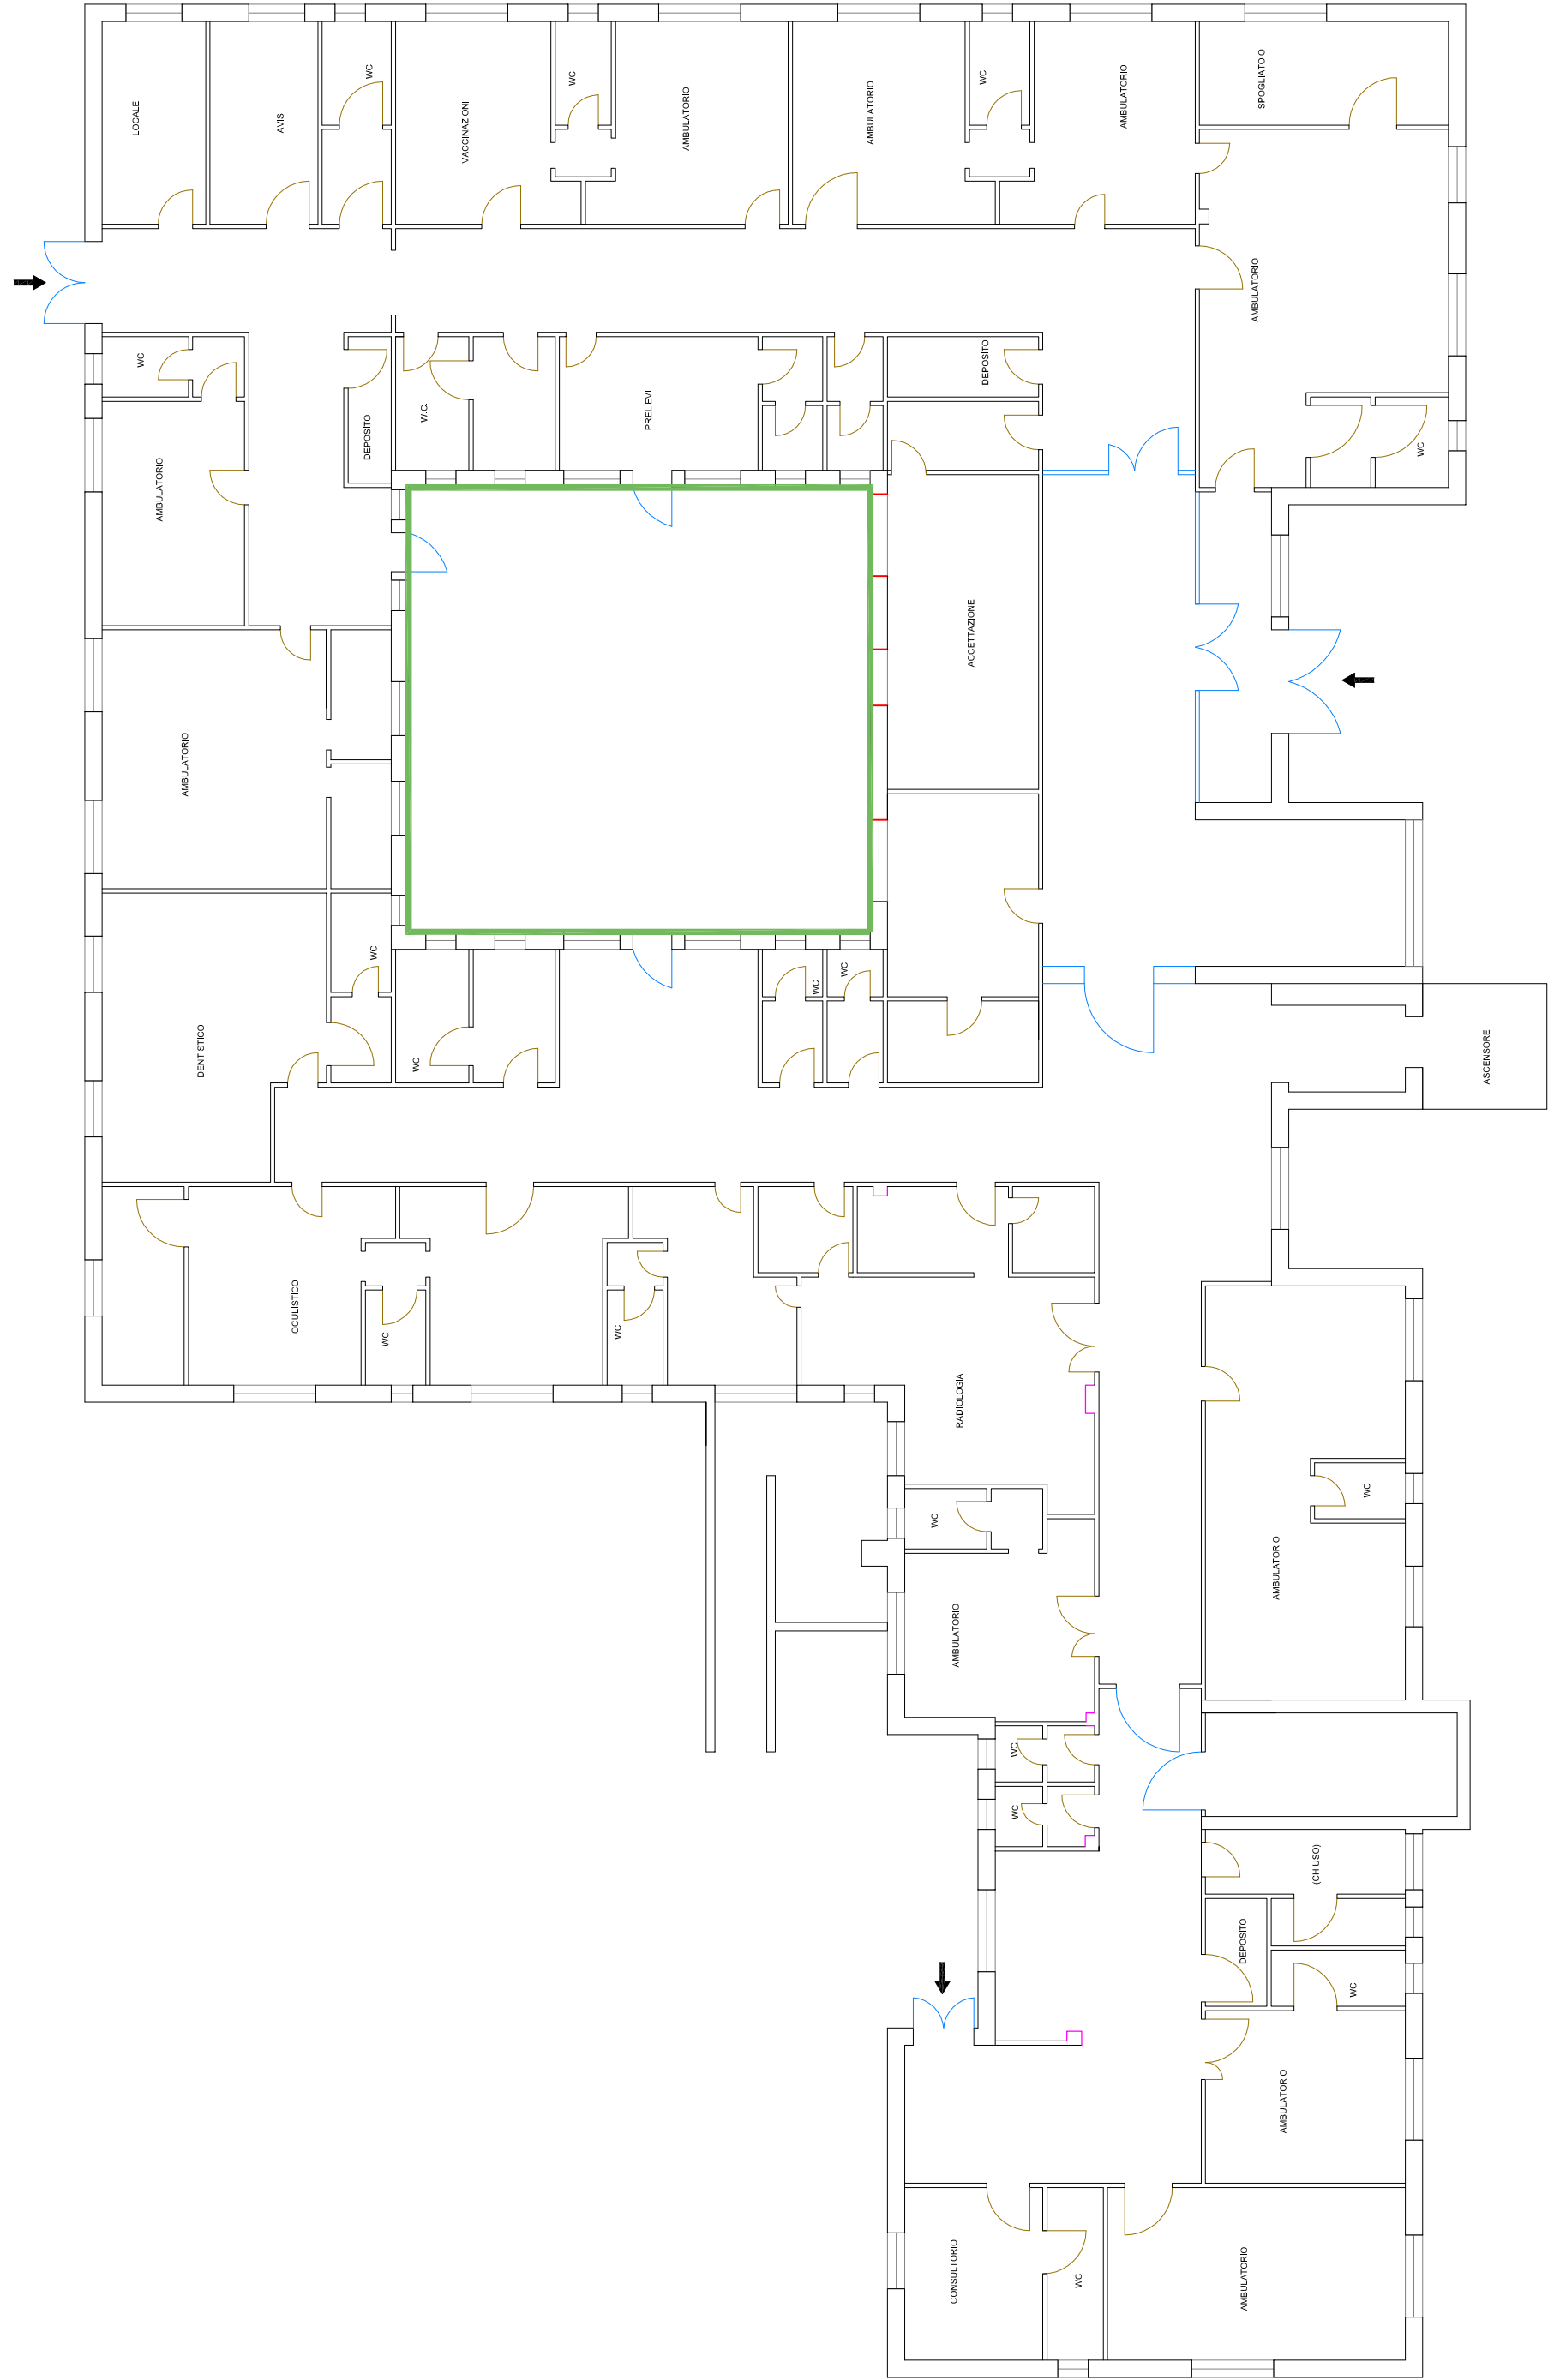 LOCALE
AVIS
WC
VACCINAZIONI
WC
AMBULATORIO
AMBULATORIO
WC
AMBULATORIO
SPOGLIATOIO
AMBULATORIO
WC
DEPOSITO
W.C.
PRELIEVI
DEPOSITO
WC
AMBULATORIO
ACCETTAZIONE
AMBULATORIO
WC
DENTISTICO
WC
WC
WC
ASCENSORE
OCULISTICO
WC
WC
RADIOLOGIA
WC
WC
AMBULATORIO
AMBULATORIO
WC
WC
(CHIUSO)
DEPOSITO
WC
AMBULATORIO
CONSULTORIO
WC
AMBULATORIO